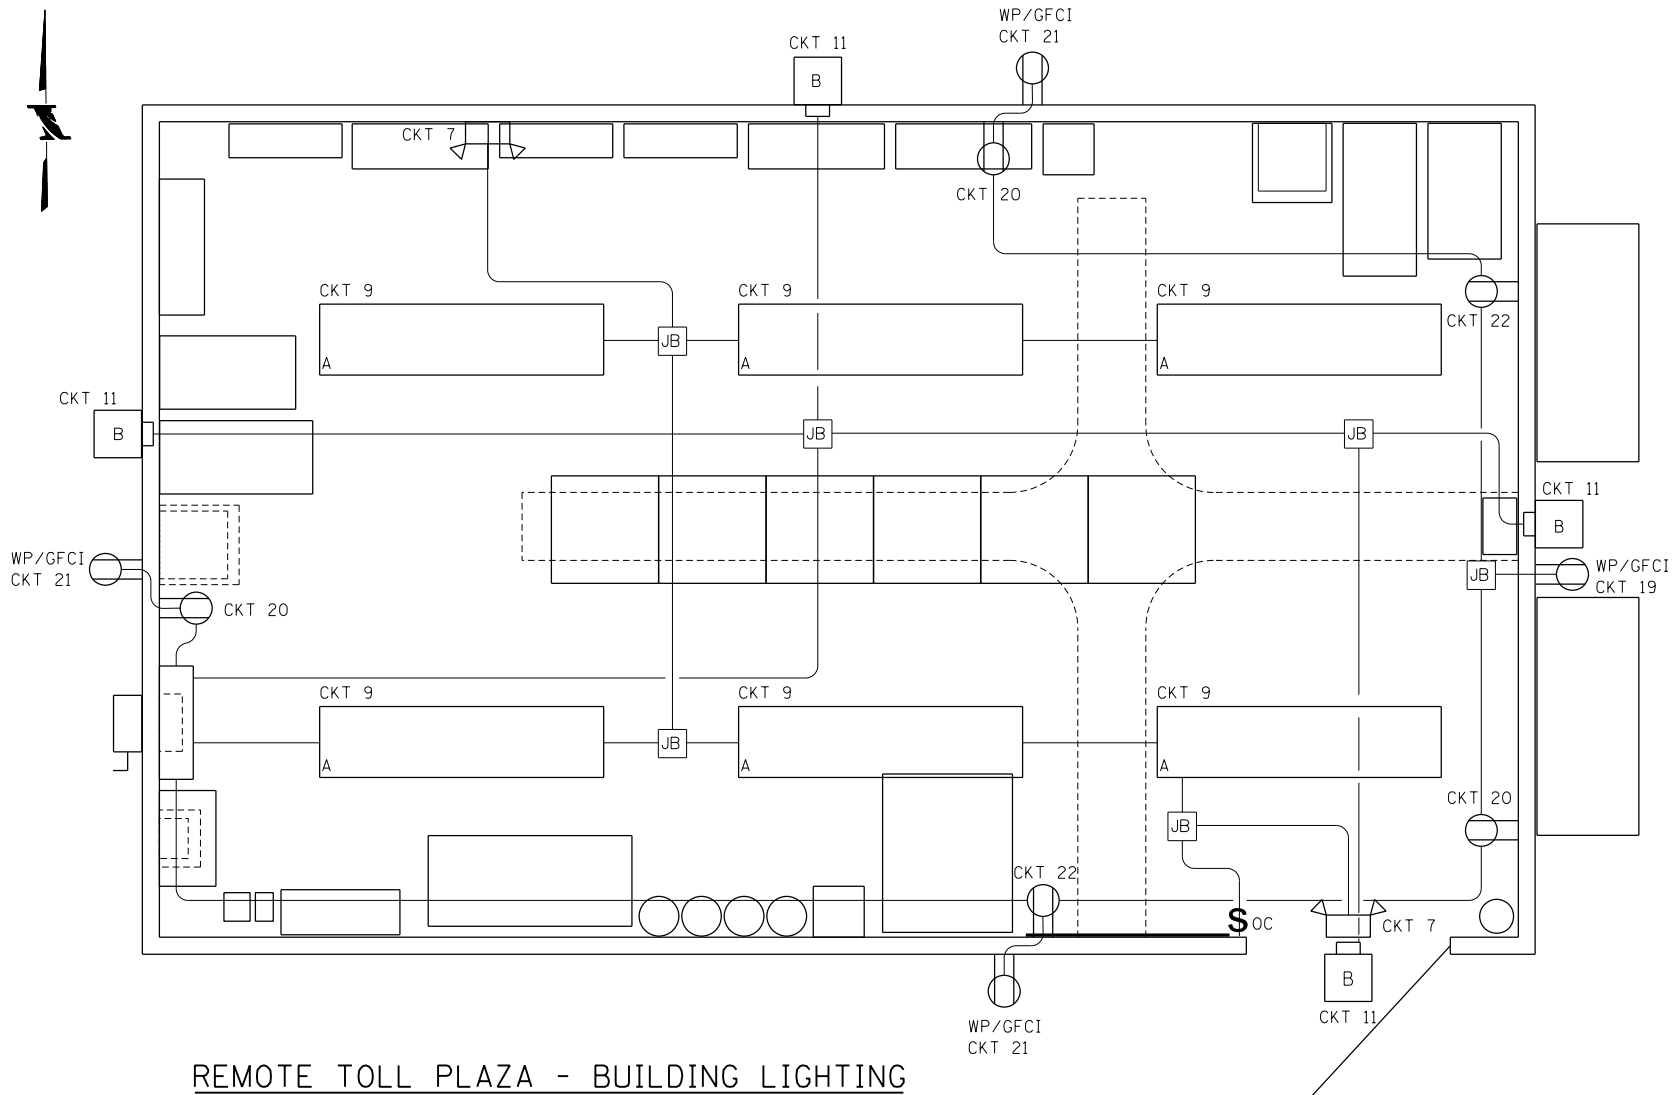 WP/GFCI
CKT 21
CKT 11
B
CKT 7
CKT 20
CKT 9
CKT 9
CKT 9
CKT 22
JB
A
A
A
CKT 11
B
JB
JB
CKT 11
B
WP/GFCI
CKT 21
WP/GFCI
CKT 19
JB
CKT 20
CKT 9
CKT 9
CKT 9
JB
A
A
A
CKT 20
JB
CKT 22
S OC
CKT 7
B
CKT 11
WP/GFCI
CKT 21
REMOTE TOLL PLAZA - BUILDING LIGHTING